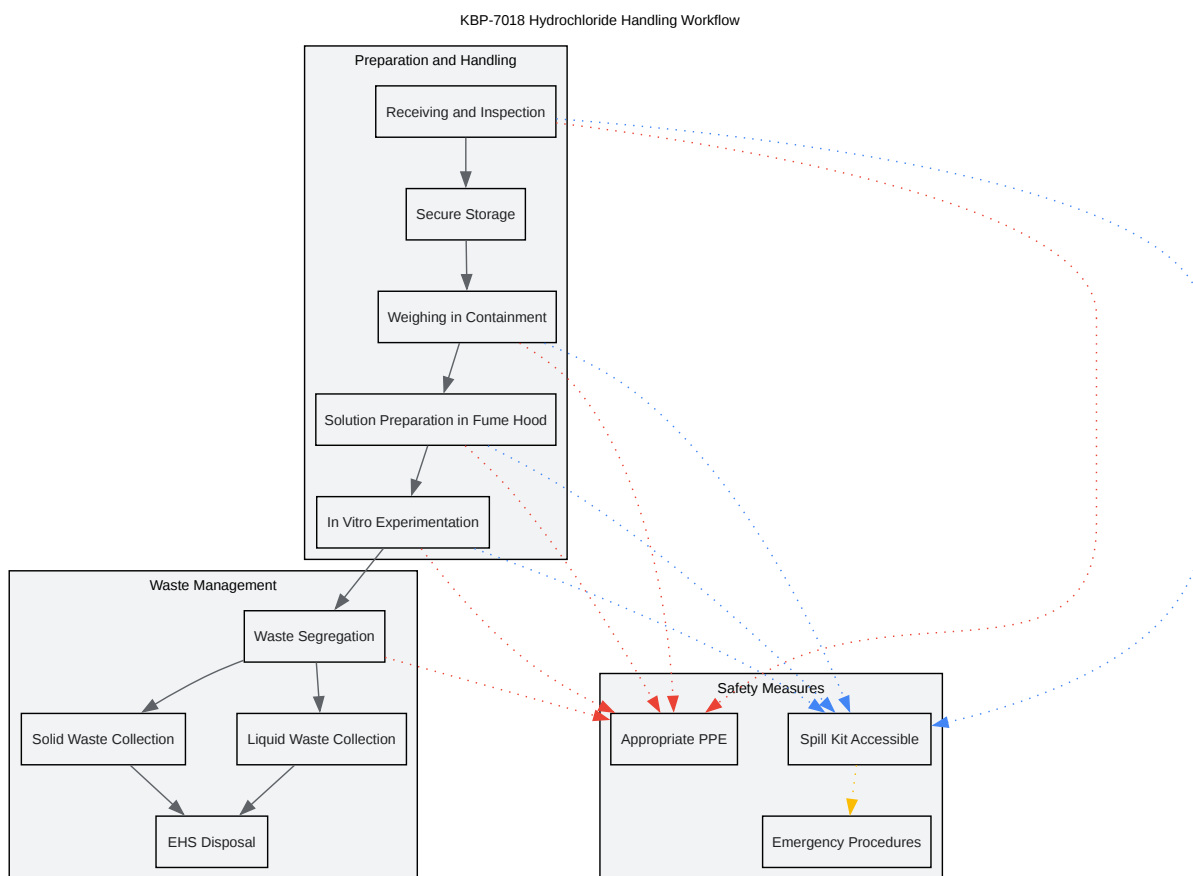 KBP-7018 Hydrochloride Handling Workflow
Preparation and Handling
Receiving and Inspection
Secure Storage
Weighing in Containment
Solution Preparation in Fume Hood
In Vitro Experimentation
Waste Management
Waste Segregation
Solid Waste Collection
Liquid Waste Collection
EHS Disposal
Safety Measures
Appropriate PPE
Spill Kit Accessible
Emergency Procedures